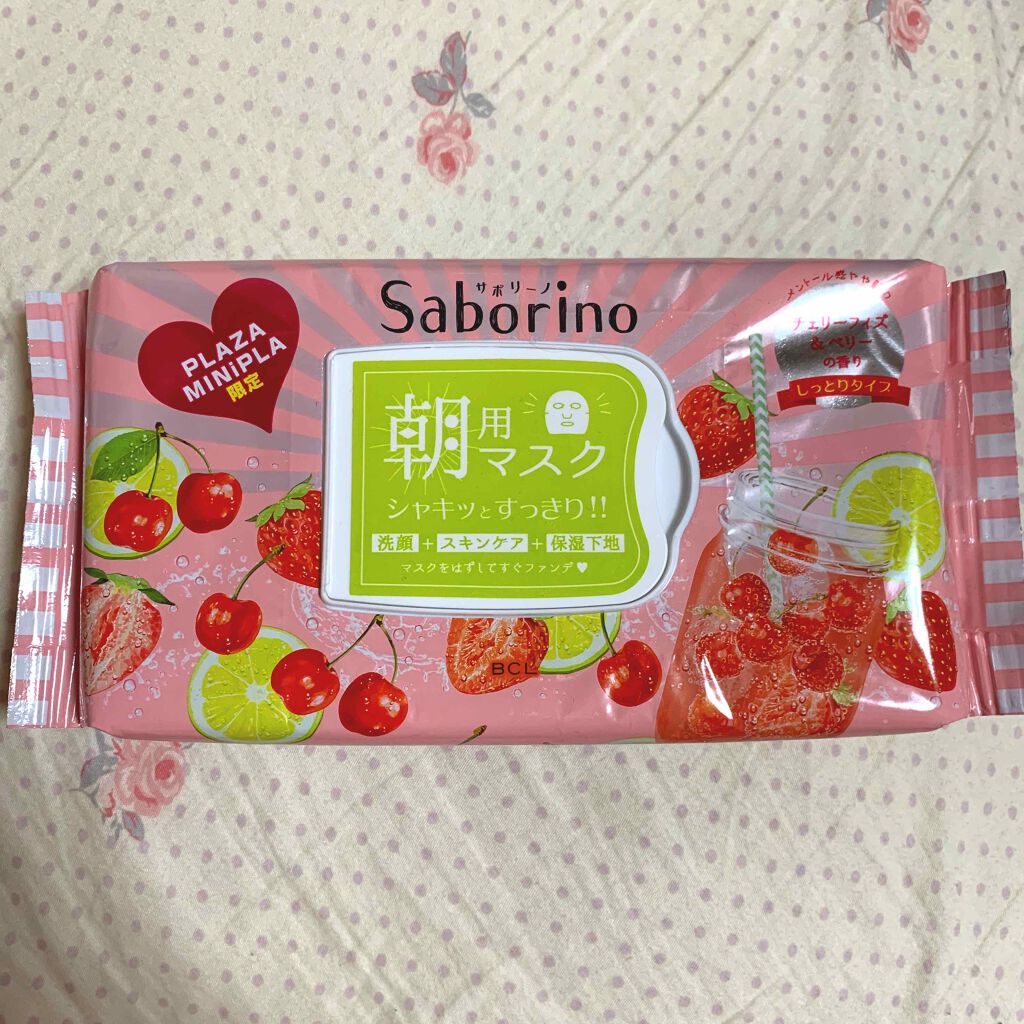 サボリーノ
Saborino
PLAZA
MINiPLA
限定
朝用
マスク
シャキッとすっきり!!
洗顔+スキンケア+保湿下地
マスクをはずしてすぐファンデ♥
メントール感やや
チェリーフィズ
&ベリー
の香り
しっとりタイプ
BCL